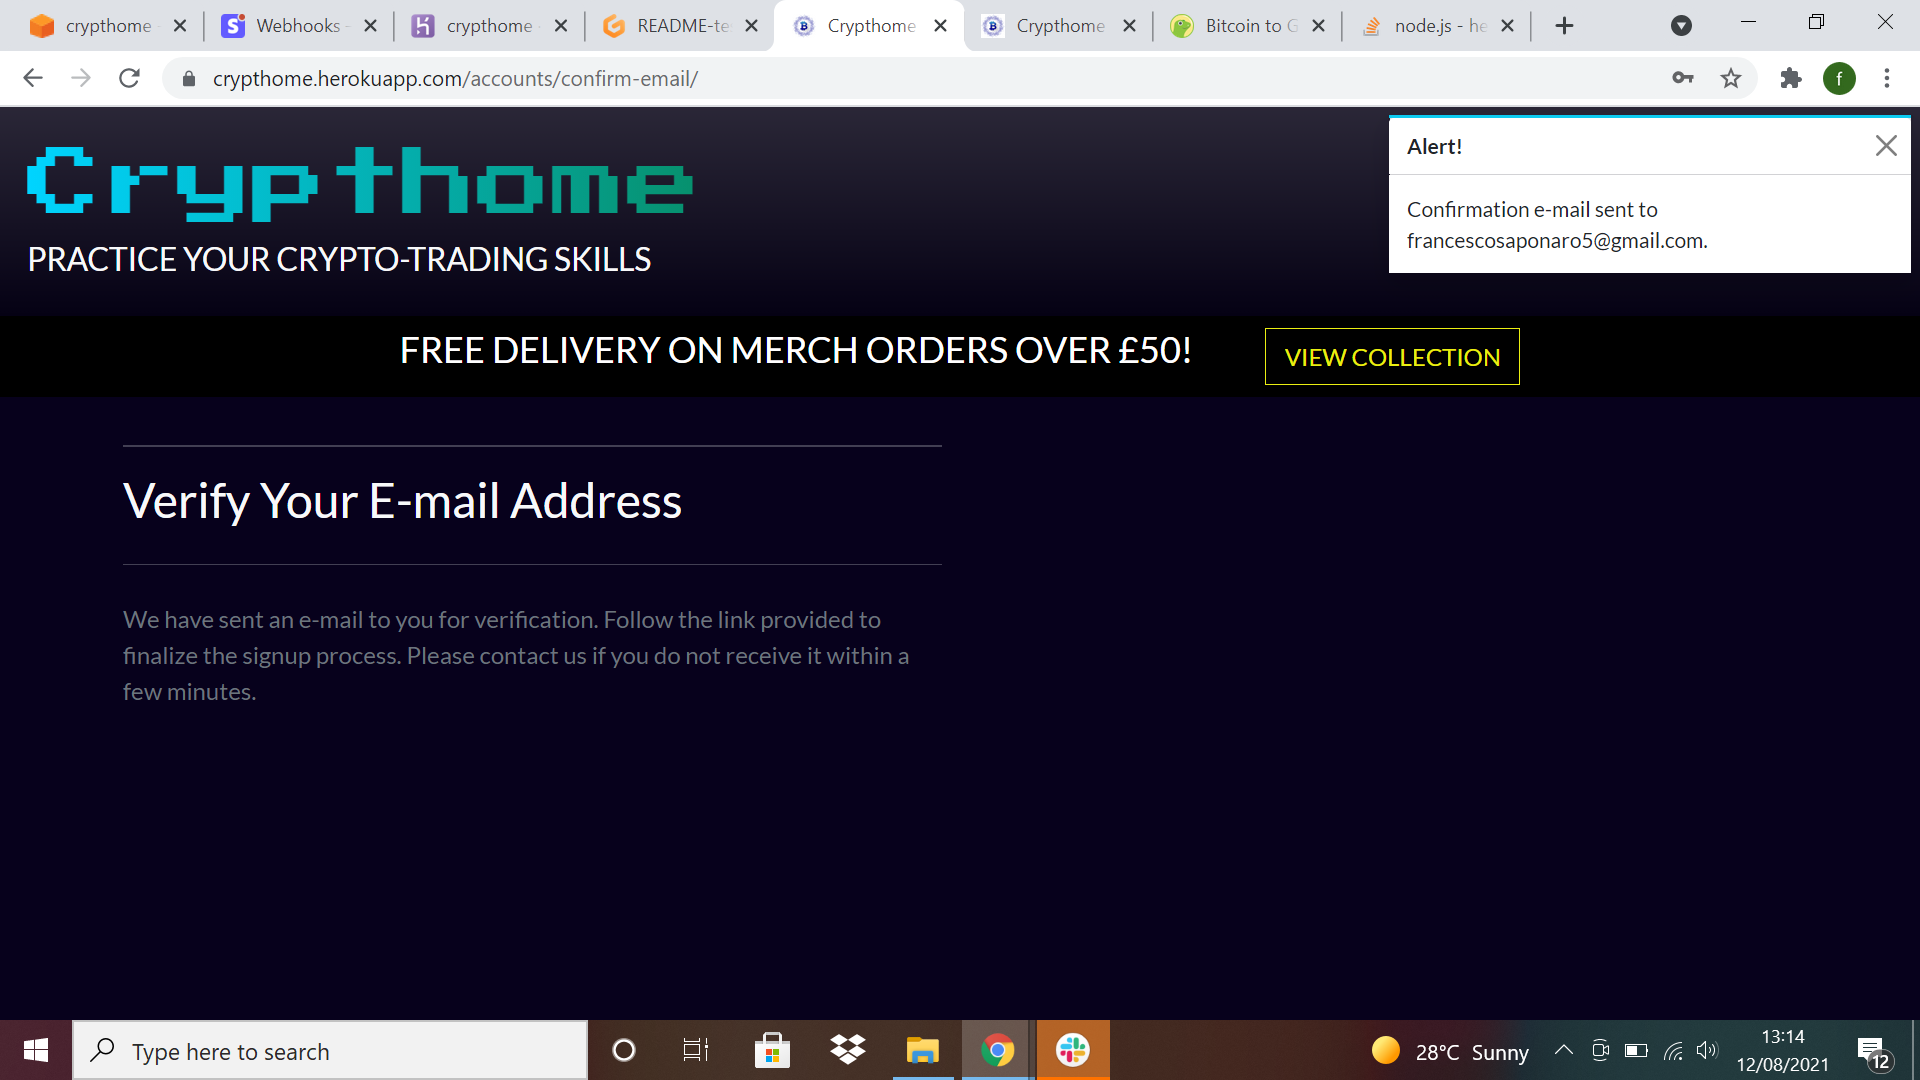 crypthome
Webhooks -
crypthome -
README-te
Crypthome
Crypthome
Bitcoin to G
node.js - he
crypthome.herokuapp.com/accounts/confirm-email/
f
Crypthome
PRACTICE YOUR CRYPTO-TRADING SKILLS
Alert!
Confirmation e-mail sent to
francescosaponaro5@gmail.com.
FREE DELIVERY ON MERCH ORDERS OVER £50!
VIEW COLLECTION
Verify Your E-mail Address
We have sent an e-mail to you for verification. Follow the link provided to
finalize the signup process. Please contact us if you do not receive it within a
few minutes.
Type here to search
28°C Sunny
13:14
12/08/2021
12